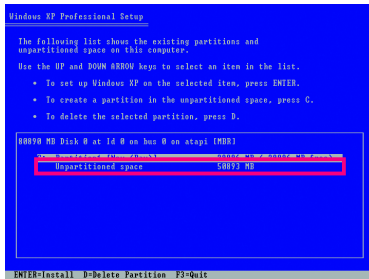 Windows XP Professional Setup
The following list shows the existing partitions and
unpartitioned space on this computer.
Use the UP and DOWN ARROW keys to select an item in the list.
• To set up Windows XP on the selected item, press ENTER.
• To create a partition in the unpartitioned space, press C.
• To delete the selected partition, press D.
80890 MB Disk 0 at Id 0 on bus 0 on atapi [MBR]
Unpartitioned space 50893 MB
ENTER=Install D=Delete Partition F3=Quit